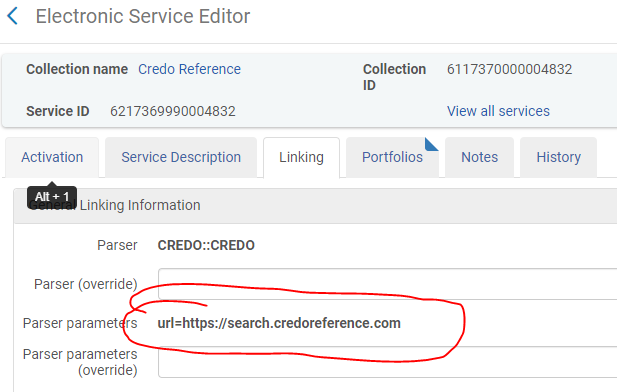 Electronic Service Editor
Collection name Credo Reference Collection ID 6117370000004832
Service ID 6217369990004832 View all services
Activation Service Description Linking Portfolios Notes History
Alt + 1
General Linking Information
Parser CREDO::CREDO
Parser (override)
Parser parameters url=https://search.credoreference.com
Parser parameters (override)